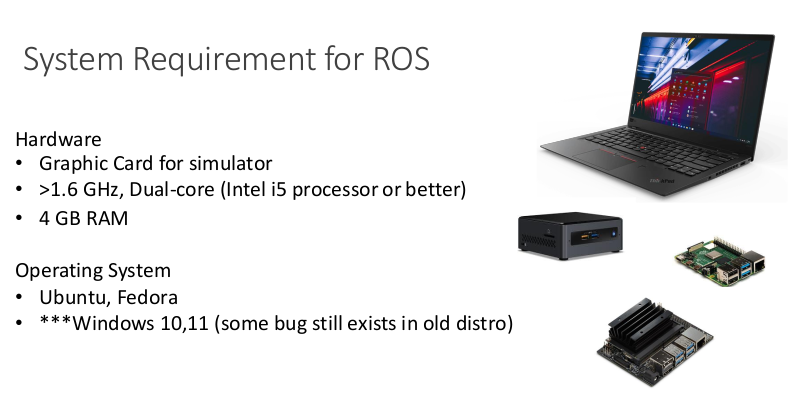 System Requirement for ROS
Hardware
• Graphic Card for simulator
• >1.6 GHz, Dual-core (Intel i5 processor or better)
• 4 GB RAM
Operating System
• Ubuntu, Fedora
• ***Windows 10,11 (some bug still exists in old distro)